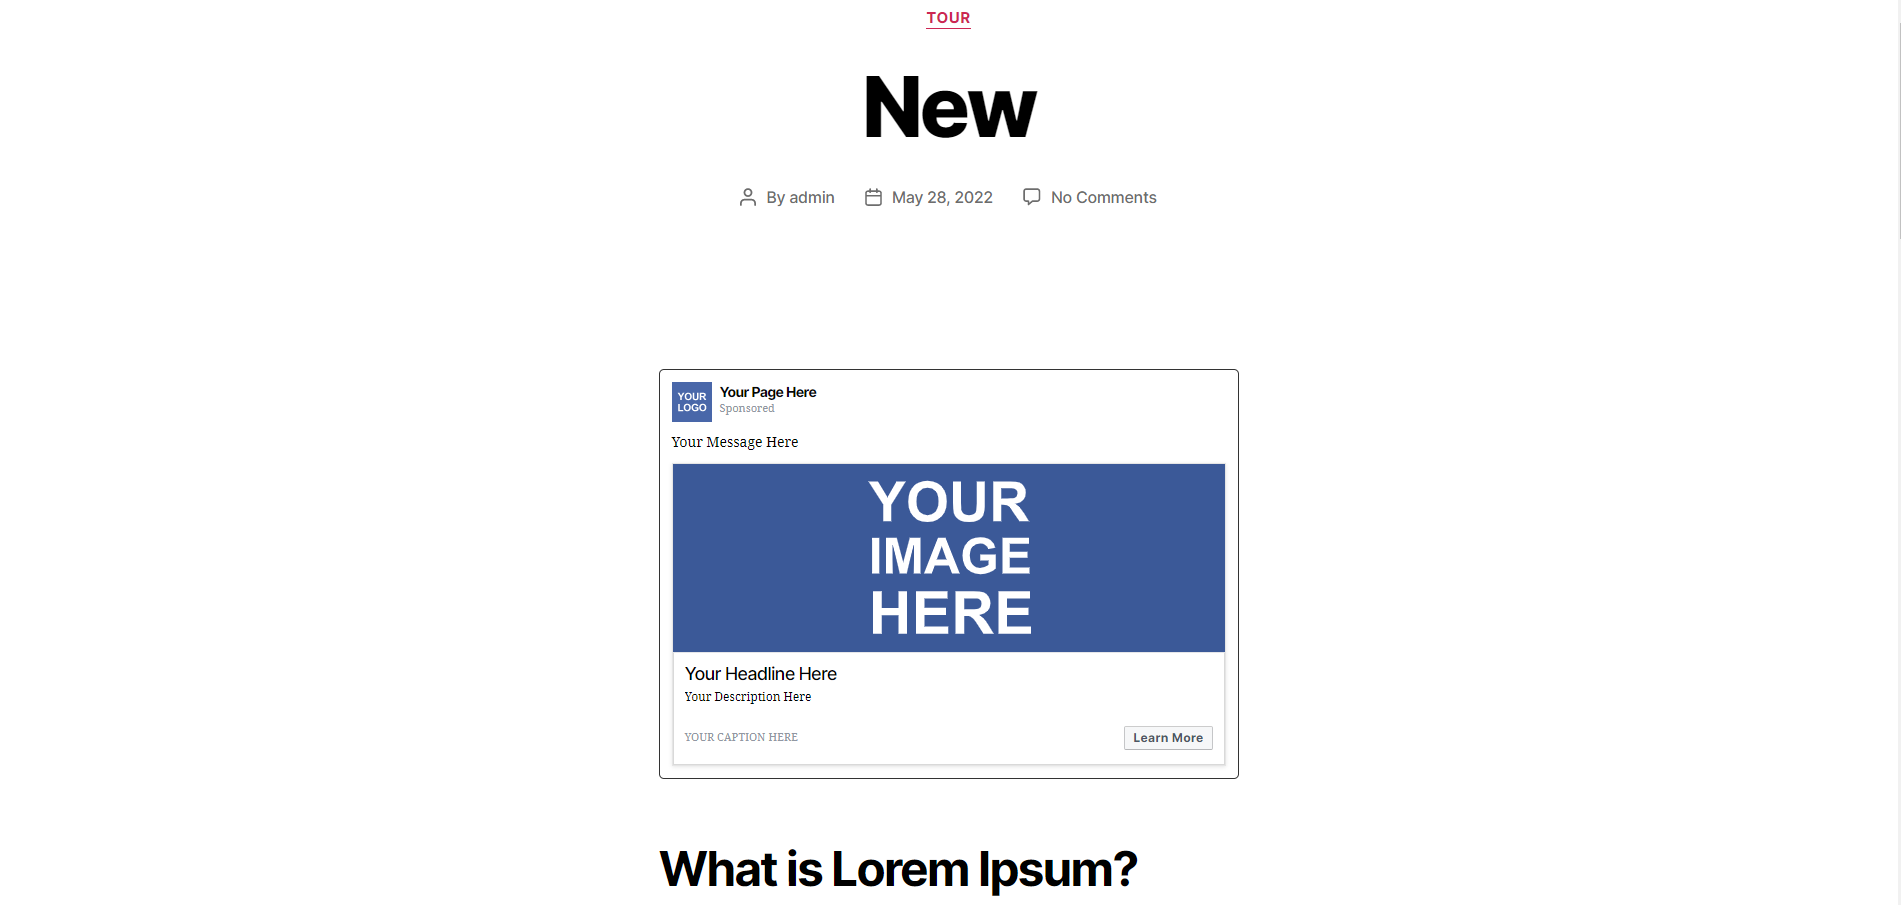 TOUR
New
By admin May 28, 2022 No Comments
YOUR
LOGO
Your Page Here
Sponsored
Your Message Here
YOUR
IMAGE
HERE
Your Headline Here
Your Description Here
YOUR CAPTION HERE Learn More
What is Lorem Ipsum?